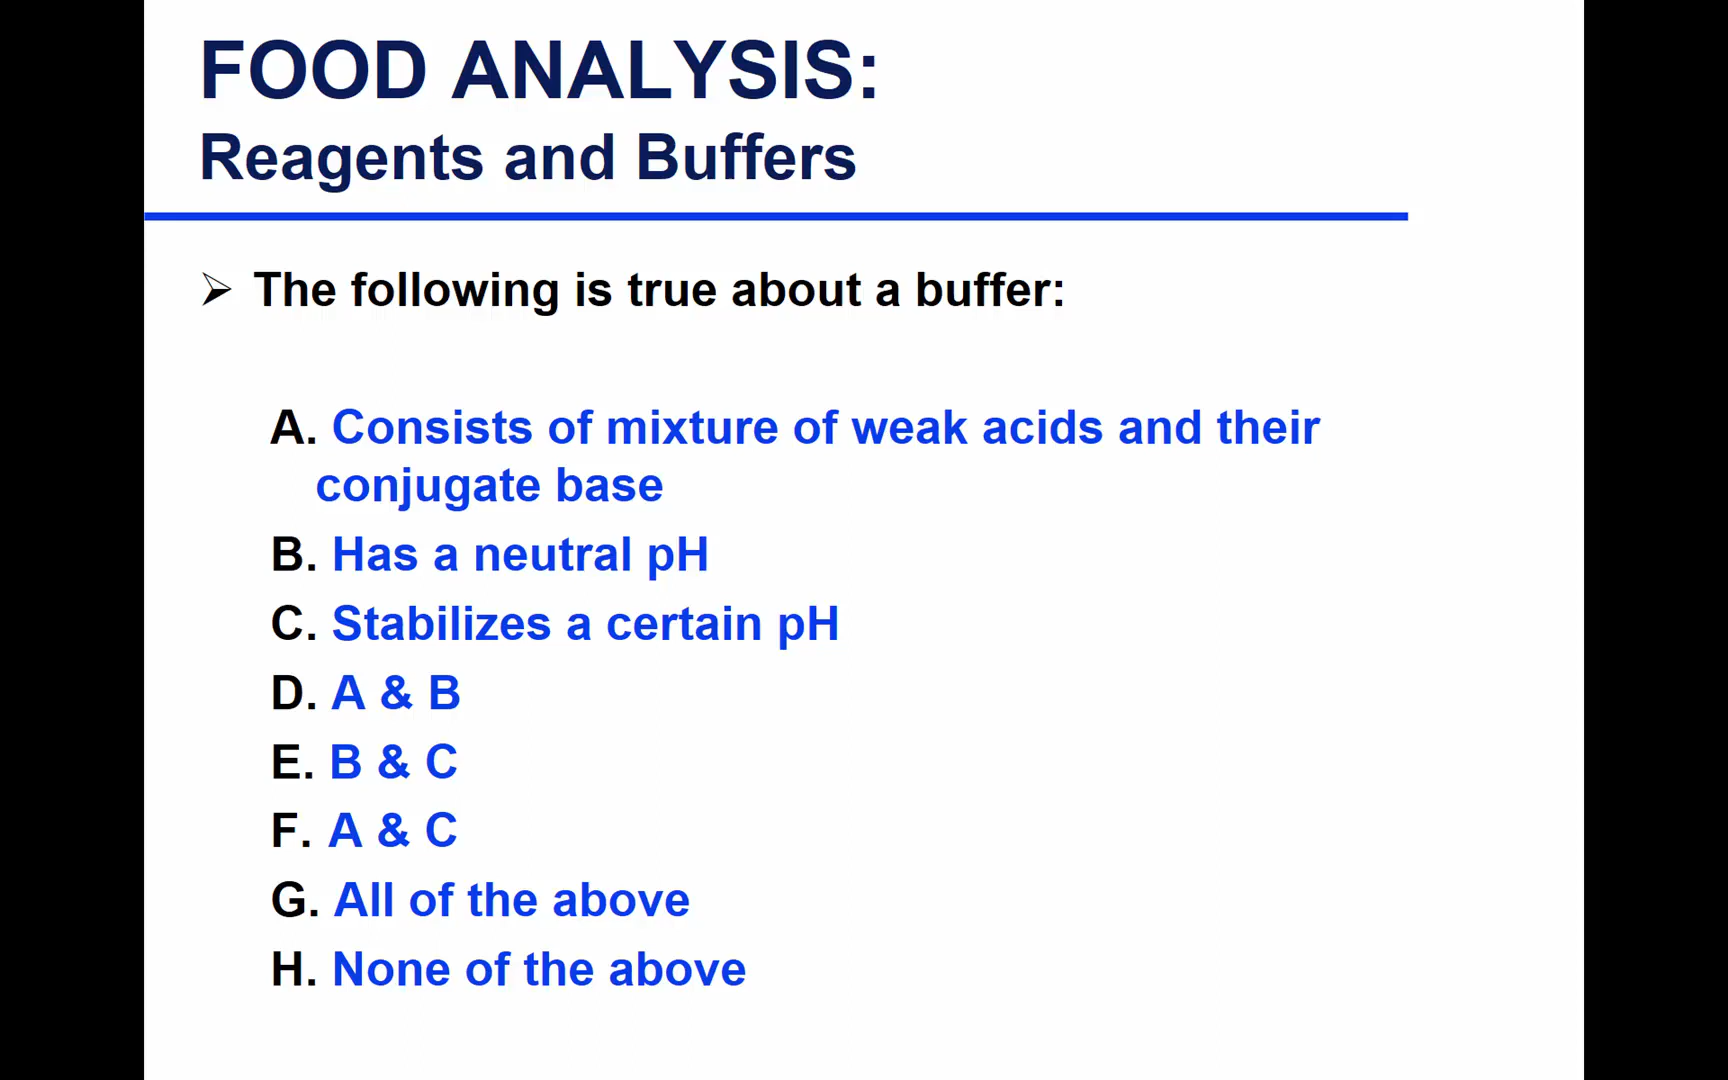 FOOD ANALYSIS:
Reagents and Buffers
➢ The following is true about a buffer:
A. Consists of mixture of weak acids and their
conjugate base
B. Has a neutral pH
C. Stabilizes a certain pH
D. A & B
E. B & C
F. A & C
G. All of the above
H. None of the above